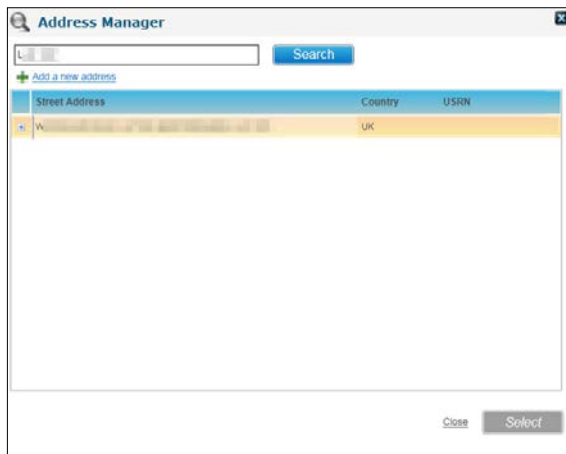 Address Manager
Search
Add a new address
Street Address Country USRN
UK
Close Select